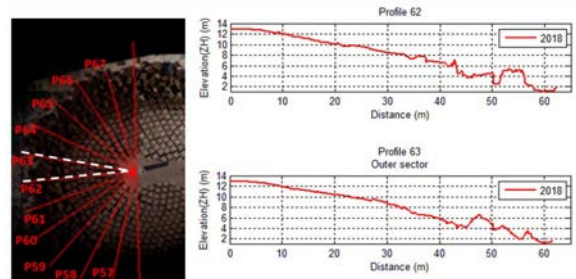 P67
P66
P65
P64
P63
P62
P61
P60
P59
P58
P57
Profile 62
Elevation(ZH) (m)
14
12
10
8
6
4
2
2018
0 10 20 30 40 50 60 70
Distance (m)
Profile 63
Outer sector
Elevation(ZH) (m)
14
12
10
8
6
4
2
2018
0 10 20 30 40 50 60 70
Distance (m)